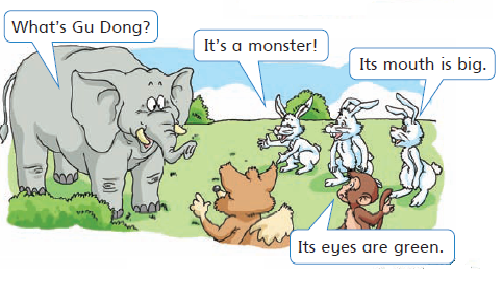 What's Gu Dong?
It's a monster!
Its mouth is big.
Its eyes are green.